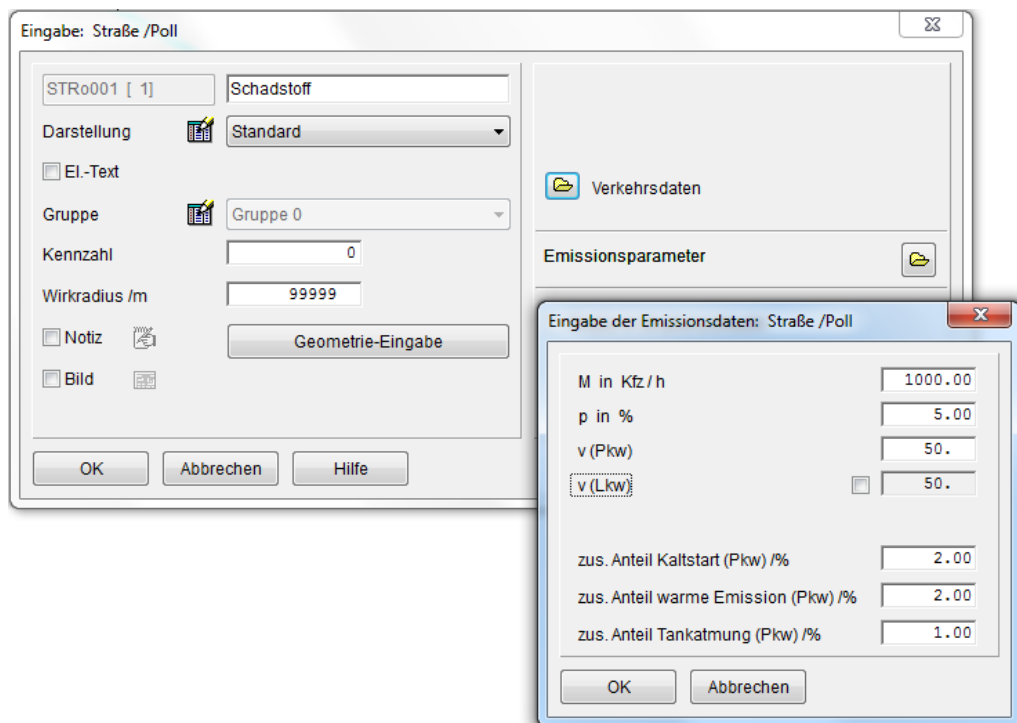 Eingabe: Straße /Poll
STRo001 [ 1]
Schadstoff
Darstellung
Standard
El.-Text
Gruppe
Gruppe 0
Kennzahl
0
Wirkradius /m
99999
Notiz
Geometrie-Eingabe
Bild
OK
Abbrechen
Hilfe
Verkehrsdaten
Emissionsparameter
Eingabe der Emissionsdaten: Straße /Poll
M in Kfz / h
1000.00
p in %
5.00
v (Pkw)
50.
v (Lkw)
50.
zus. Anteil Kaltstart (Pkw) /%
2.00
zus. Anteil warme Emission (Pkw) /%
2.00
zus. Anteil Tankatmung (Pkw) /%
1.00
OK
Abbrechen